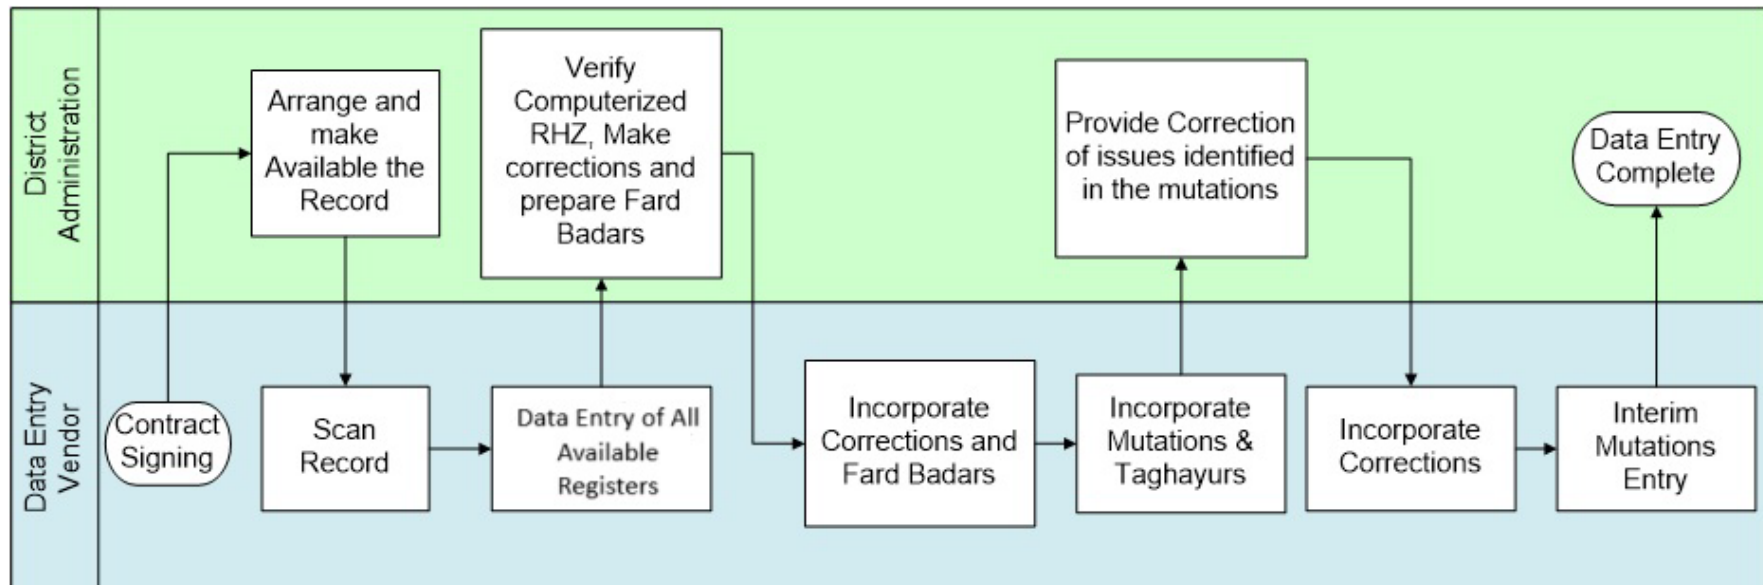 District
Administration
Arrange and
make
Available the
Record
Verify
Computerized
RHZ, Make
corrections and
prepare Fard
Badars
Provide Correction
of issues identified
in the mutations
Data Entry
Complete
Data Entry
Vendor
Contract
Signing
Scan
Record
Data Entry of All
Available
Registers
Incorporate
Corrections and
Fard Badars
Incorporate
Mutations &
Taghayurs
Incorporate
Corrections
Interim
Mutations
Entry